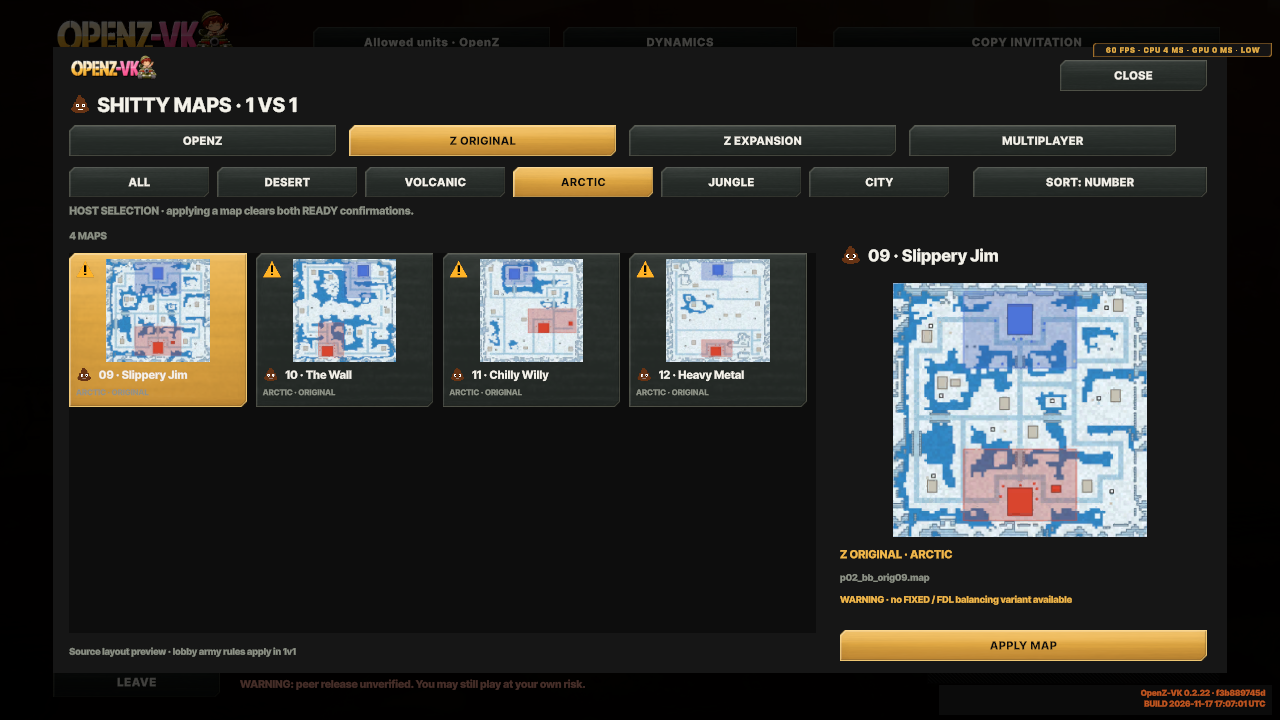 OPENZ-VK
Allowed units · OpenZ
DYNAMICS
COPY INVITATION
60 FPS · CPU 4 MS · GPU 0 MS · LOW
OPENZ-VK
CLOSE
SHITTY MAPS · 1 VS 1
OPENZ
Z ORIGINAL
Z EXPANSION
MULTIPLAYER
ALL
DESERT
VOLCANIC
ARCTIC
JUNGLE
CITY
SORT: NUMBER
HOST SELECTION · applying a map clears both READY confirmations.
4 MAPS
09 · Slippery Jim
ARCTIC · ORIGINAL
10 · The Wall
ARCTIC · ORIGINAL
11 · Chilly Willy
ARCTIC · ORIGINAL
12 · Heavy Metal
ARCTIC · ORIGINAL
09 · Slippery Jim
Z ORIGINAL · ARCTIC
p02_bb_orig09.map
WARNING · no FIXED / FDL balancing variant available
APPLY MAP
Source layout preview · lobby army rules apply in 1v1
LEAVE
WARNING: peer release unverified. You may still play at your own risk.
OpenZ-VK 0.2.22 · f3b889745d
BUILD 2026-11-17 17:07:01 UTC